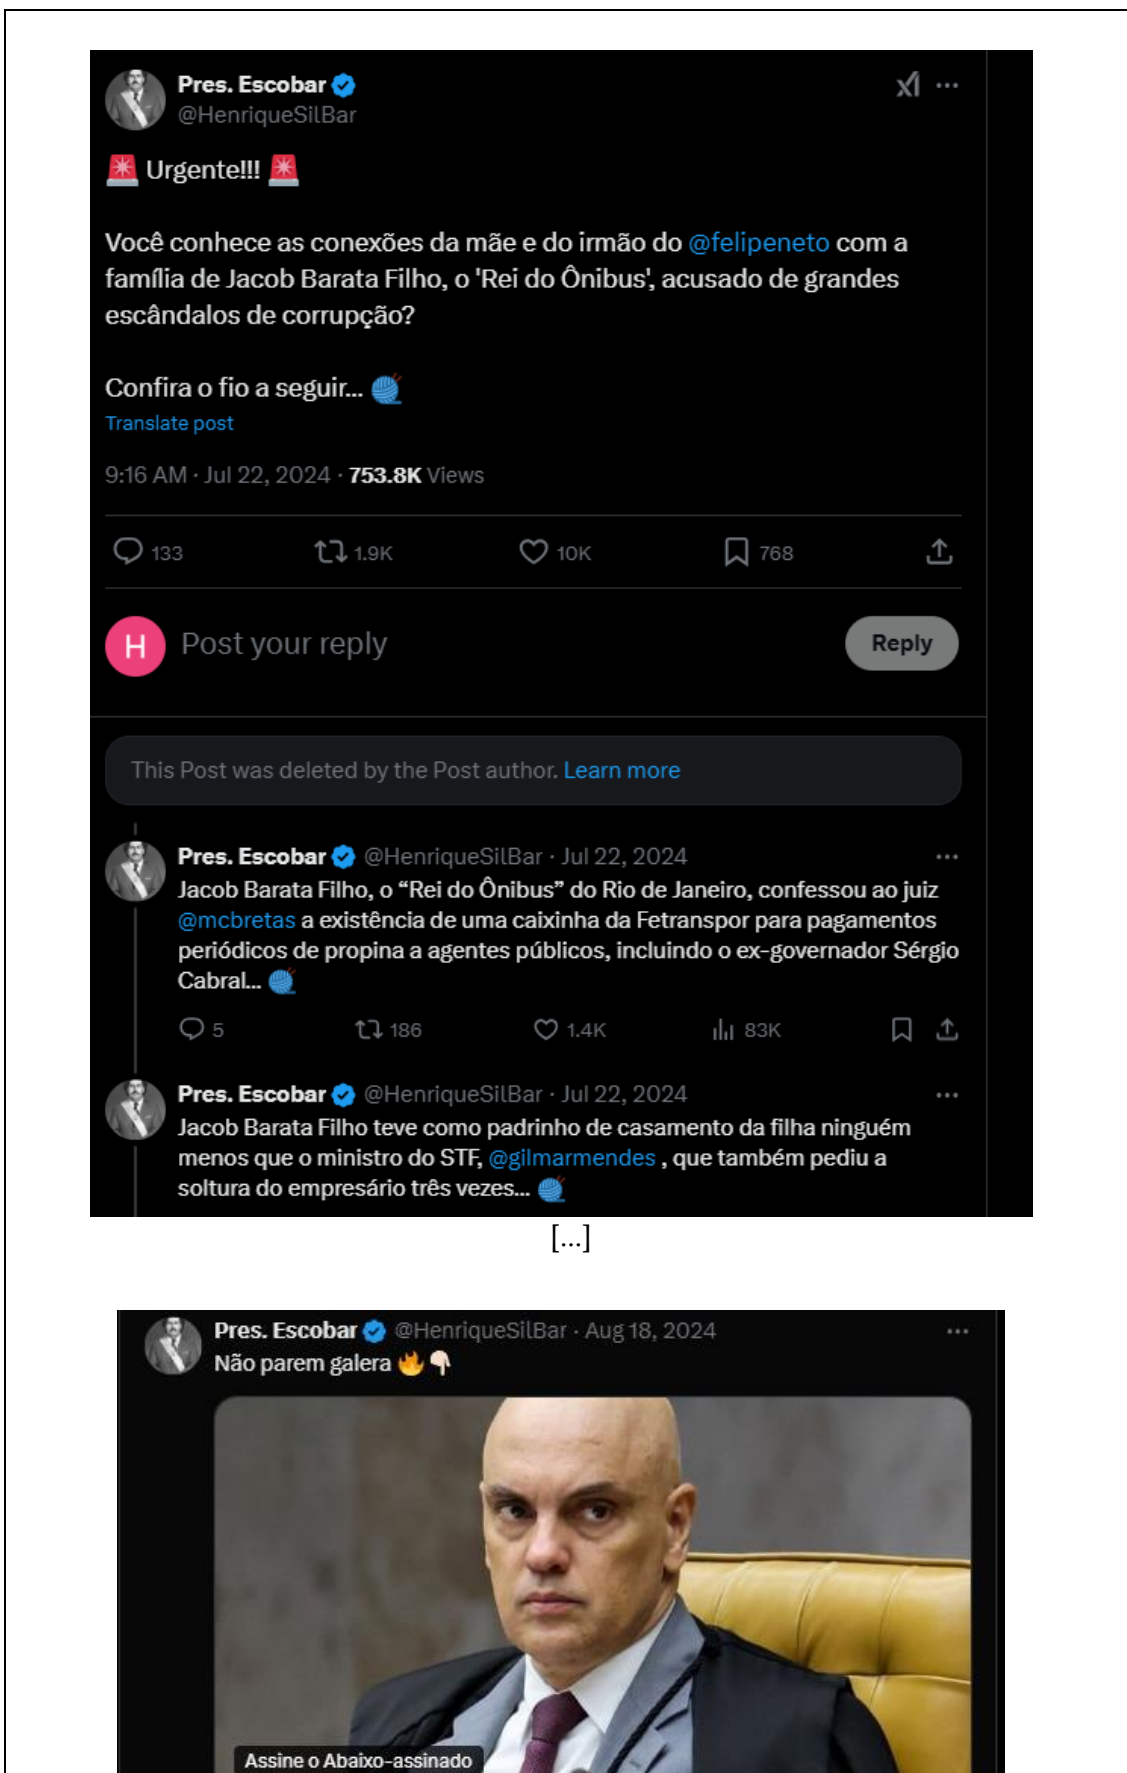 Pres. Escobar
@HenriqueSilBar
🚨 Urgente!!! 🚨
Você conhece as conexões da mãe e do irmão do @felipeneto com a
família de Jacob Barata Filho, o 'Rei do Ônibus', acusado de grandes
escândalos de corrupção?
Confira o fio a seguir... 🧶
Translate post
9:16 AM · Jul 22, 2024 · 753.8K Views
133 1.9K 10K 768
H Post your reply Reply
This Post was deleted by the Post author. Learn more
Pres. Escobar @HenriqueSilBar · Jul 22, 2024
Jacob Barata Filho, o “Rei do Ônibus” do Rio de Janeiro, confessou ao juiz
@mcbretas a existência de uma caixinha da Fetranspor para pagamentos
periódicos de propina a agentes públicos, incluindo o ex-governador Sérgio
Cabral... 🧶
5 186 1.4K 83K
Pres. Escobar @HenriqueSilBar · Jul 22, 2024
Jacob Barata Filho teve como padrinho de casamento da filha ninguém
menos que o ministro do STF, @gilmarmendes , que também pediu a
soltura do empresário três vezes... 🧶
[...]
Pres. Escobar @HenriqueSilBar · Aug 18, 2024
Não parem galera 🔥👇🏻
Assine o Abaixo-assinado